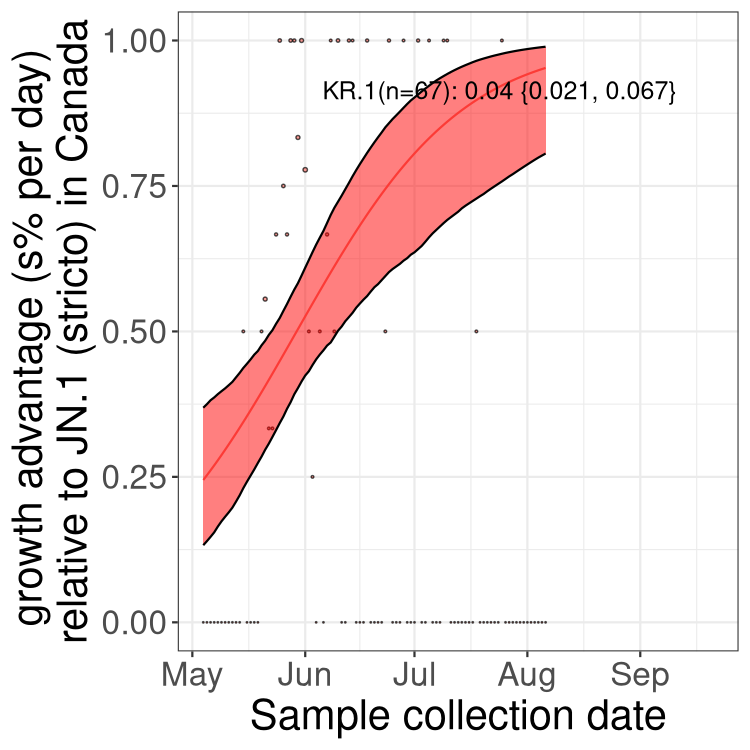 growth advantage (s% per day)
relative to JN.1 (stricto) in Canada
1.00
0.75
0.50
0.25
0.00
KR.1(n=67): 0.04 {0.021, 0.067}
May Jun Jul Aug Sep
Sample collection date